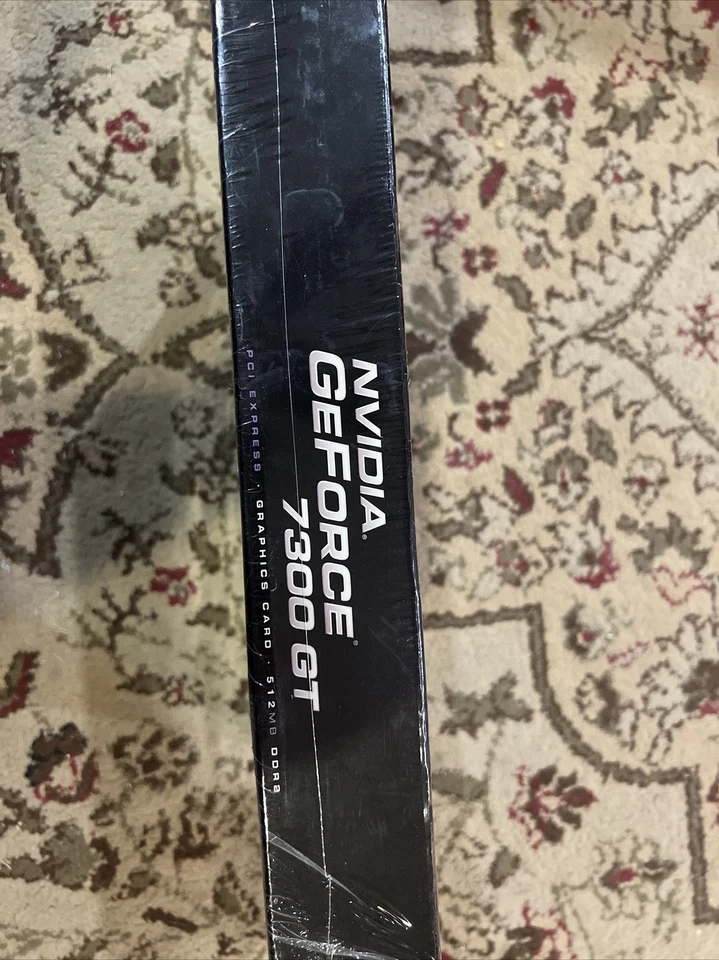 NVIDIA®
GEFORCE®
7300 GT
PCI EXPRESS · GRAPHICS CARD · 512MB DDR2